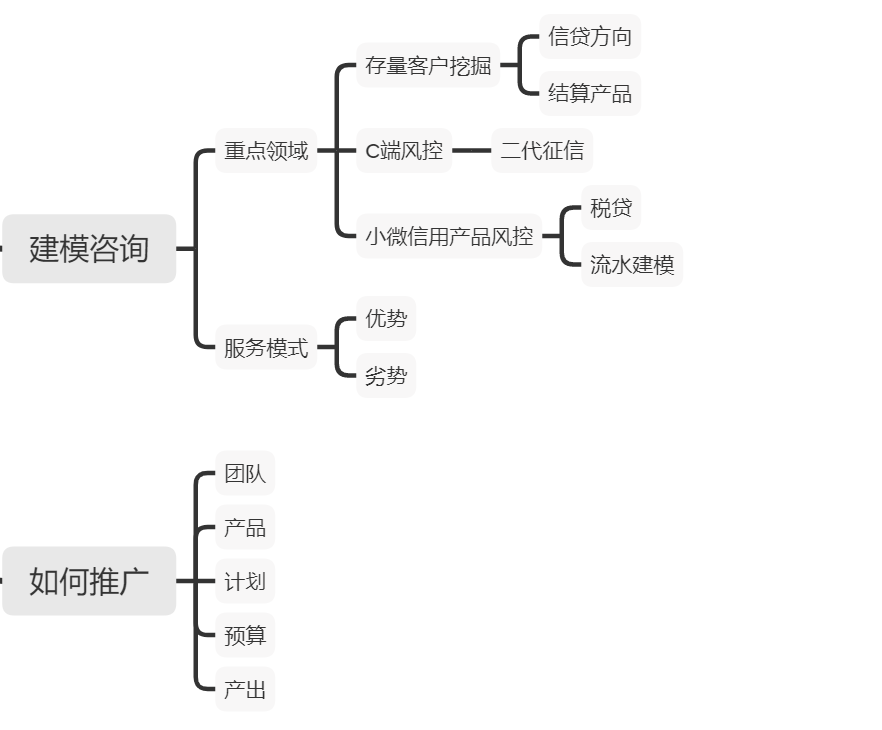 建模咨询
重点领域
存量客户挖掘
信贷方向
结算产品
C端风控
二代征信
小微信用产品风控
税贷
流水建模
服务模式
优势
劣势
如何推广
团队
产品
计划
预算
产出